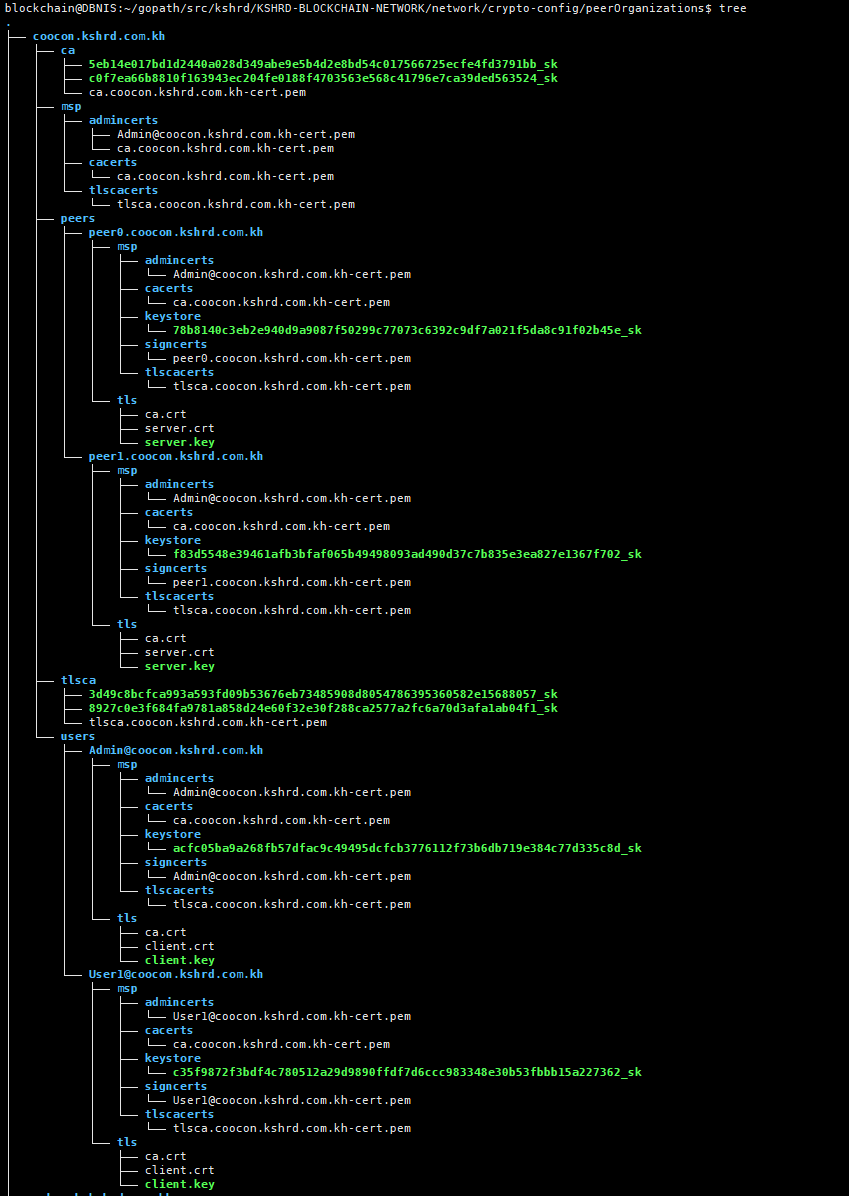 blockchain@DBNIS:~/gopath/src/kshrd/KSHRD-BLOCKCHAIN-NETWORK/network/crypto-config/peerOrganizations$ tree
.
├── coocon.kshrd.com.kh
│   ├── ca
│   │   ├── 5eb14e017bd1d2440a028d349abe9e5b4d2e8bd54c017566725ecfe4fd3791bb_sk
│   │   ├── c0f7ea66b8810f163943ec204fe0188f4703563e568c41796e7ca39ded563524_sk
│   │   └── ca.coocon.kshrd.com.kh-cert.pem
│   ├── msp
│   │   ├── admincerts
│   │   │   ├── Admin@coocon.kshrd.com.kh-cert.pem
│   │   │   └── ca.coocon.kshrd.com.kh-cert.pem
│   │   ├── cacerts
│   │   │   └── ca.coocon.kshrd.com.kh-cert.pem
│   │   └── tlscacerts
│   │       └── tlsca.coocon.kshrd.com.kh-cert.pem
│   ├── peers
│   │   ├── peer0.coocon.kshrd.com.kh
│   │   │   ├── msp
│   │   │   │   ├── admincerts
│   │   │   │   │   └── Admin@coocon.kshrd.com.kh-cert.pem
│   │   │   │   ├── cacerts
│   │   │   │   │   └── ca.coocon.kshrd.com.kh-cert.pem
│   │   │   │   ├── keystore
│   │   │   │   │   └── 78b8140c3eb2e940d9a9087f50299c77073c6392c9df7a021f5da8c91f02b45e_sk
│   │   │   │   ├── signcerts
│   │   │   │   │   └── peer0.coocon.kshrd.com.kh-cert.pem
│   │   │   │   └── tlscacerts
│   │   │   │       └── tlsca.coocon.kshrd.com.kh-cert.pem
│   │   │   └── tls
│   │   │       ├── ca.crt
│   │   │       ├── server.crt
│   │   │       └── server.key
│   │   └── peer1.coocon.kshrd.com.kh
│   │       ├── msp
│   │       │   ├── admincerts
│   │       │   │   └── Admin@coocon.kshrd.com.kh-cert.pem
│   │       │   ├── cacerts
│   │       │   │   └── ca.coocon.kshrd.com.kh-cert.pem
│   │       │   ├── keystore
│   │       │   │   └── f83d5548e39461afb3bfaf065b49498093ad490d37c7b835e3ea827e1367f702_sk
│   │       │   ├── signcerts
│   │       │   │   └── peer1.coocon.kshrd.com.kh-cert.pem
│   │       │   └── tlscacerts
│   │       │       └── tlsca.coocon.kshrd.com.kh-cert.pem
│   │       └── tls
│   │           ├── ca.crt
│   │           ├── server.crt
│   │           └── server.key
│   ├── tlsca
│   │   ├── 3d49c8bcfca993a593fd09b53676eb73485908d8054786395360582e15688057_sk
│   │   ├── 8927c0e3f684fa9781a858d24e60f32e30f288ca2577a2fc6a70d3afa1ab04f1_sk
│   │   └── tlsca.coocon.kshrd.com.kh-cert.pem
│   └── users
│       ├── Admin@coocon.kshrd.com.kh
│       │   ├── msp
│       │   │   ├── admincerts
│       │   │   │   └── Admin@coocon.kshrd.com.kh-cert.pem
│       │   │   ├── cacerts
│       │   │   │   └── ca.coocon.kshrd.com.kh-cert.pem
│       │   │   ├── keystore
│       │   │   │   └── acfc05ba9a268fb57dfac9c49495dcfcb3776112f73b6db719e384c77d335c8d_sk
│       │   │   ├── signcerts
│       │   │   │   └── Admin@coocon.kshrd.com.kh-cert.pem
│       │   │   └── tlscacerts
│       │   │       └── tlsca.coocon.kshrd.com.kh-cert.pem
│       │   └── tls
│       │       ├── ca.crt
│       │       ├── client.crt
│       │       └── client.key
│       └── User1@coocon.kshrd.com.kh
│           ├── msp
│           │   ├── admincerts
│           │   │   └── User1@coocon.kshrd.com.kh-cert.pem
│           │   ├── cacerts
│           │   │   └── ca.coocon.kshrd.com.kh-cert.pem
│           │   ├── keystore
│           │   │   └── c35f9872f3bdf4c780512a29d9890ffdf7d6ccc983348e30b53fbbb15a227362_sk
│           │   ├── signcerts
│           │   │   └── User1@coocon.kshrd.com.kh-cert.pem
│           │   └── tlscacerts
│           │       └── tlsca.coocon.kshrd.com.kh-cert.pem
│           └── tls
│               ├── ca.crt
│               ├── client.crt
│               └── client.key